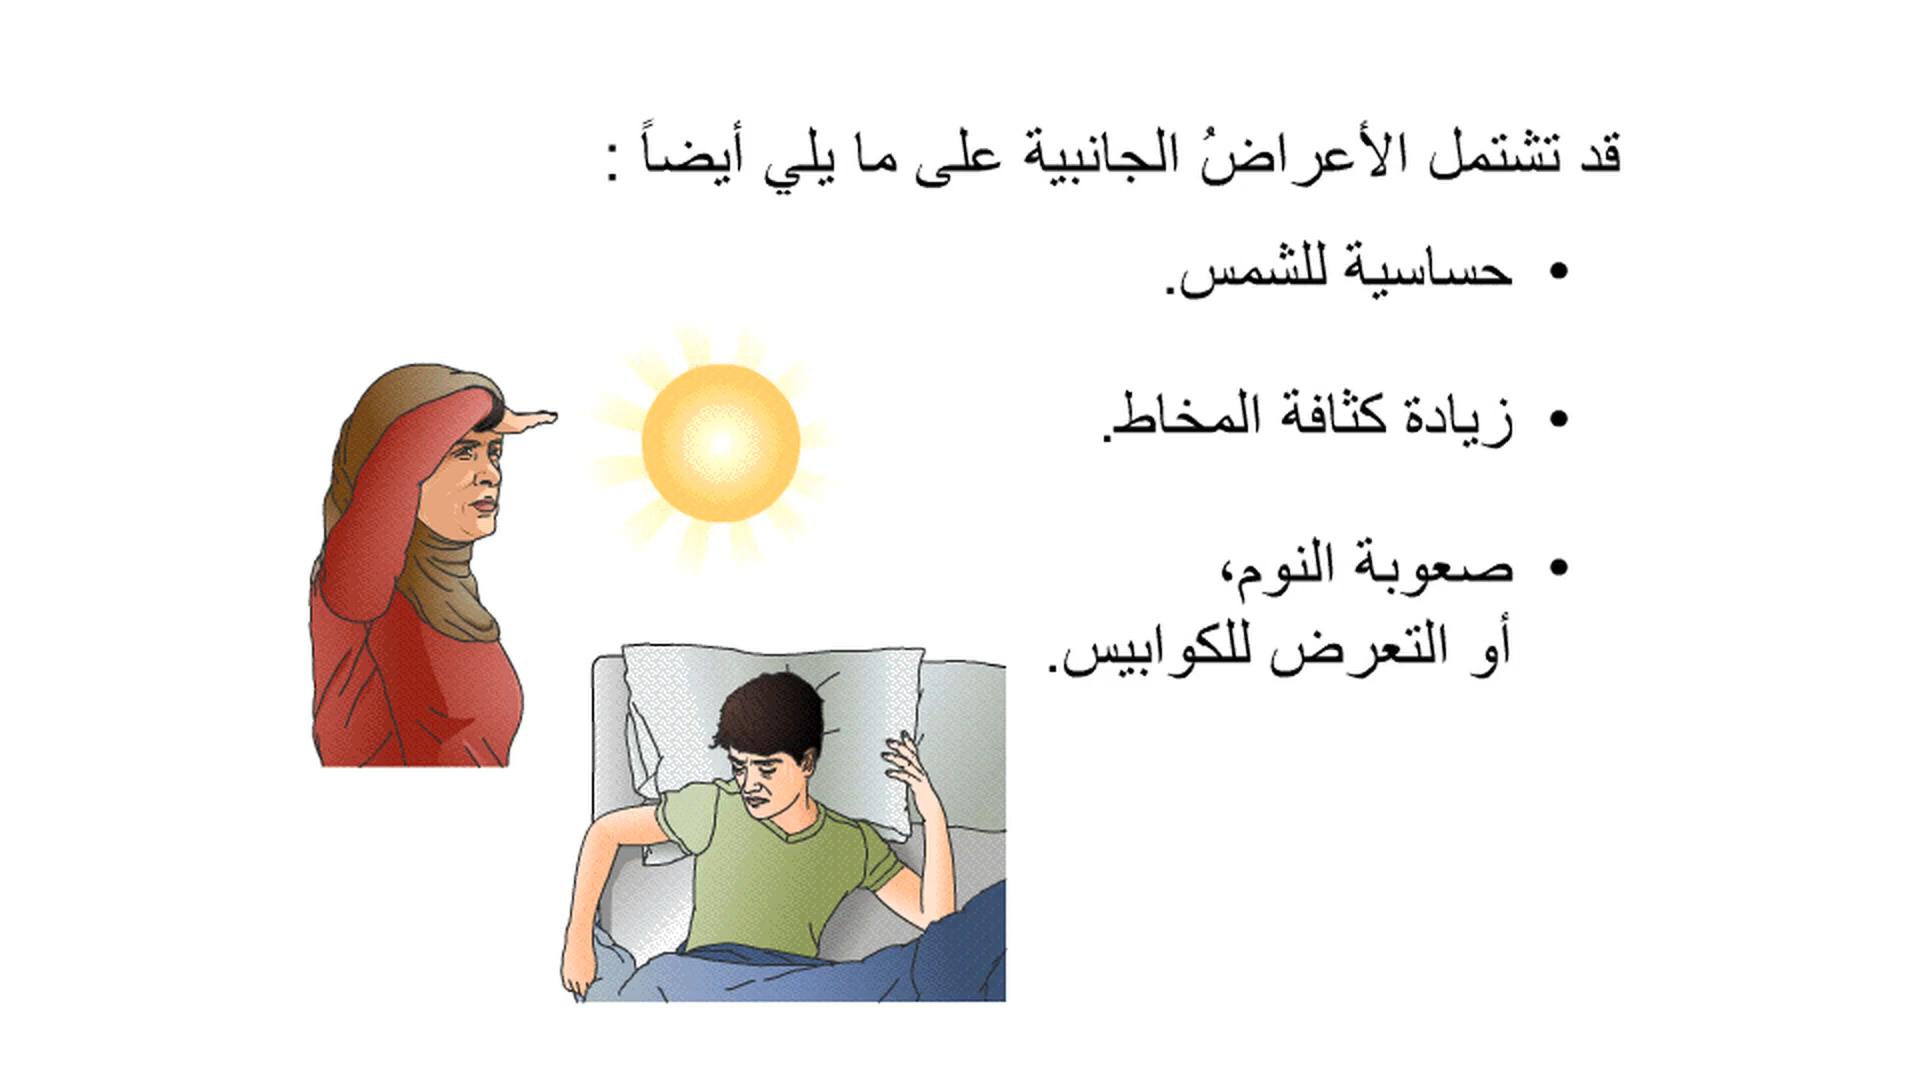 قد تشتمل الأعراضُ الجانبية على ما يلي أيضاً :
• حساسية للشمس.
• زيادة كثافة المخاط.
• صعوبة النوم،
أو التعرض للكوابيس.